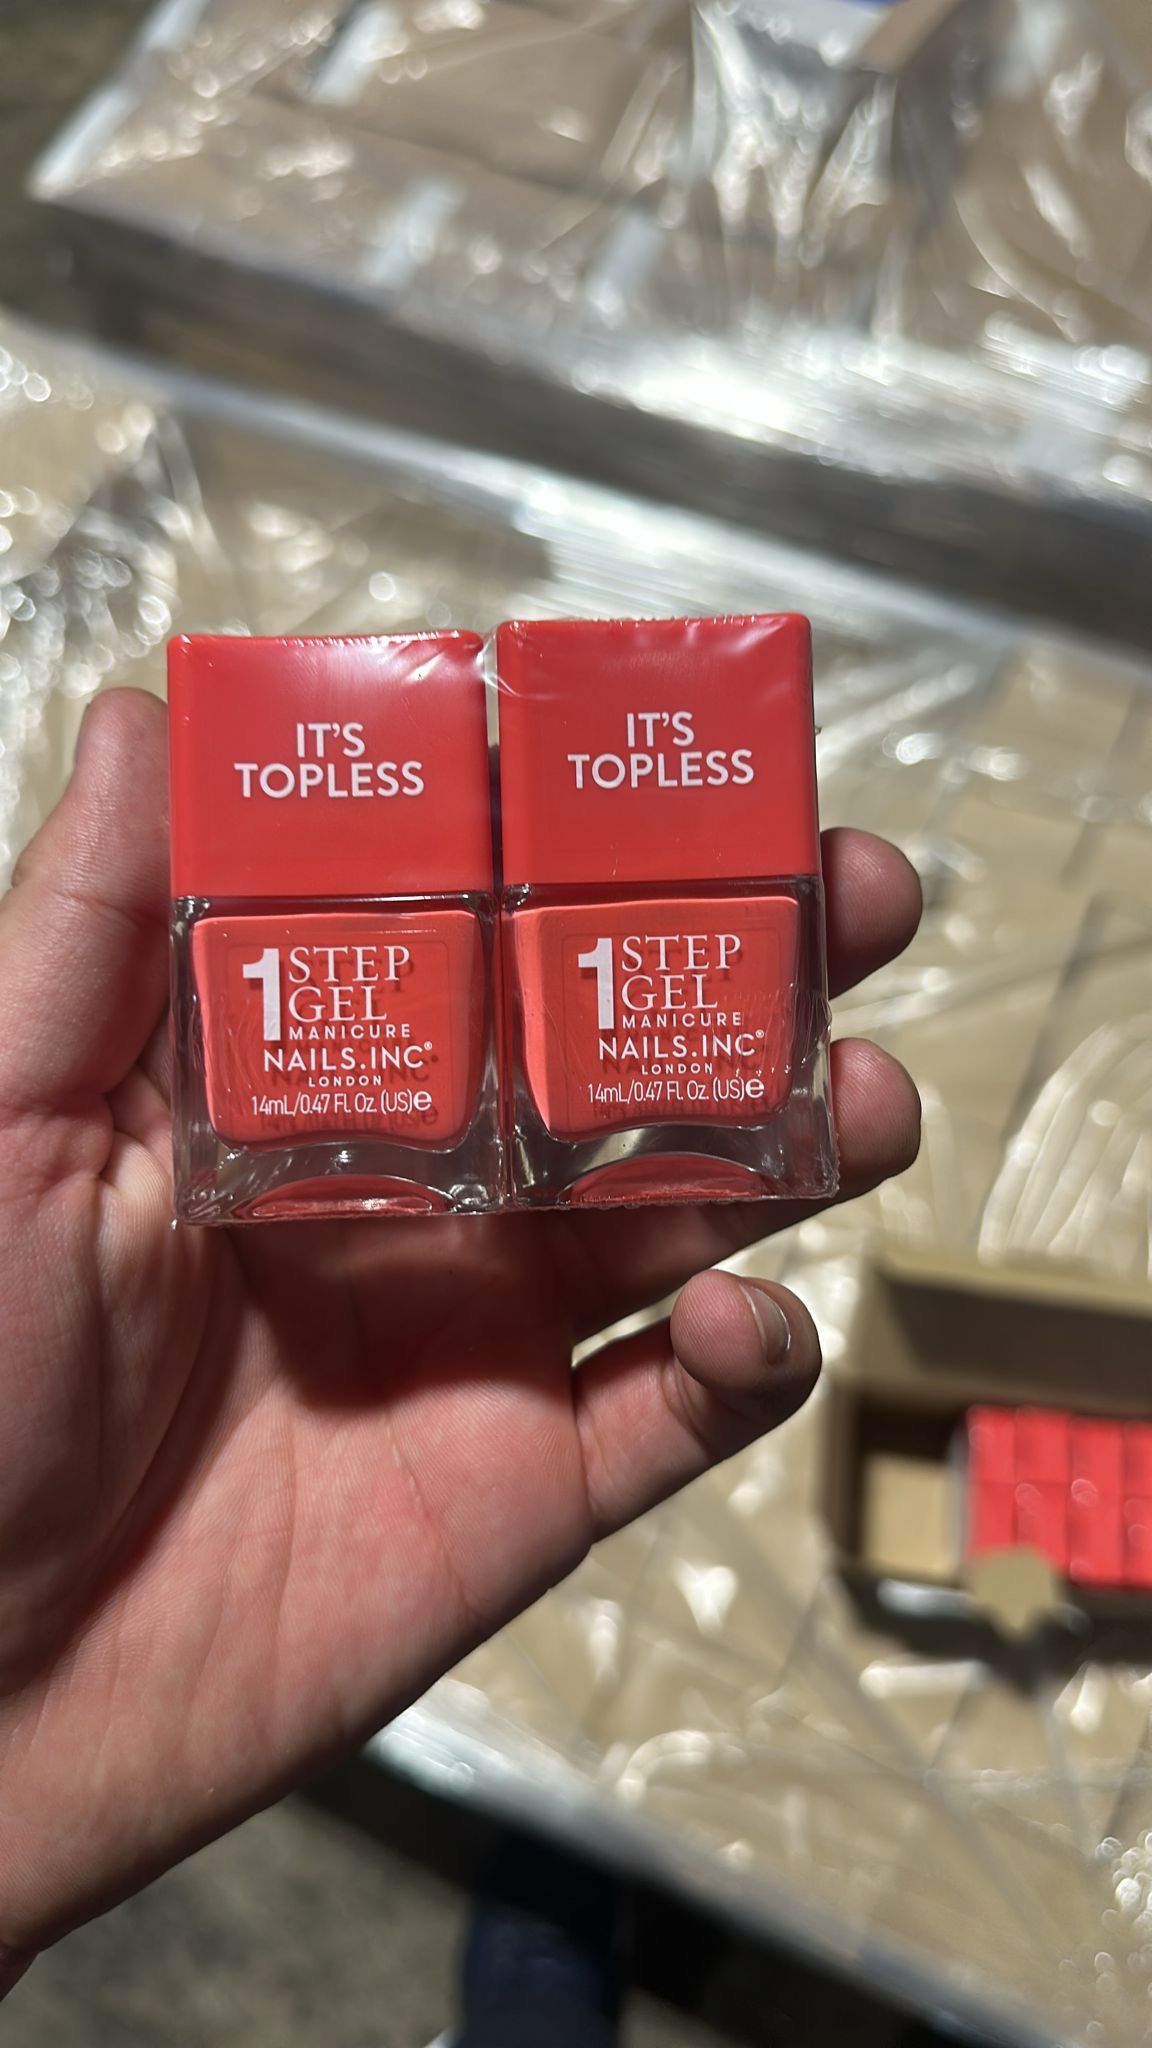 IT'S
TOPLESS
1 STEP
GEL
MANICURE
NAILS.INC®
LONDON
14mL/0.47 Fl. Oz. (US)℮
IT'S
TOPLESS
1 STEP
GEL
MANICURE
NAILS.INC®
LONDON
14mL/0.47 Fl. Oz. (US)℮